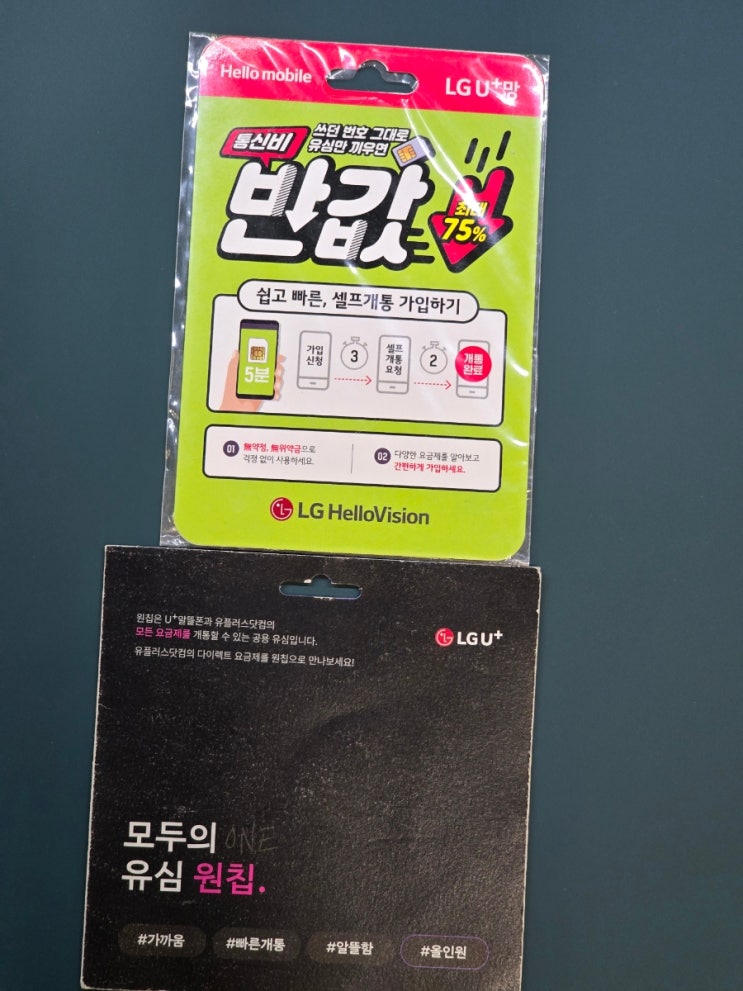 Hello mobile
LG U+망
통신비
쓰던 번호 그대로
유심만 끼우면
반값
최대
75%
쉽고 빠른, 셀프개통 가입하기
5분
가입
신청
3
셀프
개통
요청
2
개통
완료
01 無약정, 無위약금으로
걱정 없이 사용하세요.
02 다양한 요금제를 알아보고
간편하게 가입하세요.
LG HelloVision
원칩은 U+알뜰폰과 유플러스닷컴의
모든 요금제를 개통할 수 있는 공용 유심입니다.
유플러스닷컴의 다이렉트 요금제를 원칩으로 만나보세요!
LG U+
모두의 ONE
유심 원칩.
#가까움 #빠른개통 #알뜰함 #올인원